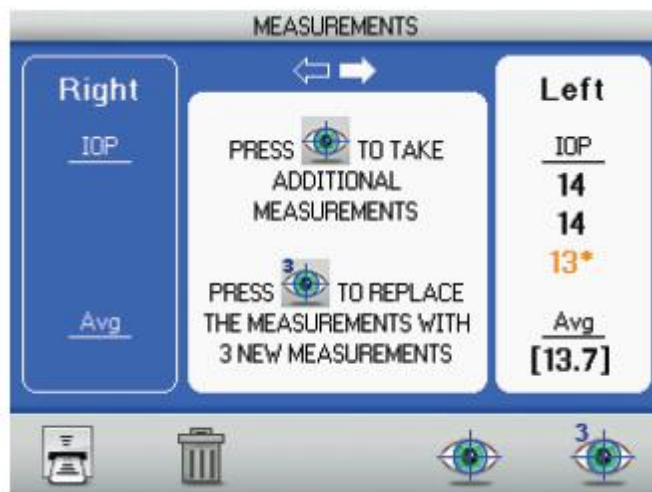 MEASUREMENTS
Right
IOP
Avg
PRESS TO TAKE
ADDITIONAL
MEASUREMENTS
3
PRESS TO REPLACE
THE MEASUREMENTS WITH
3 NEW MEASUREMENTS
Left
IOP
14
14
13*
Avg
[13.7]
3